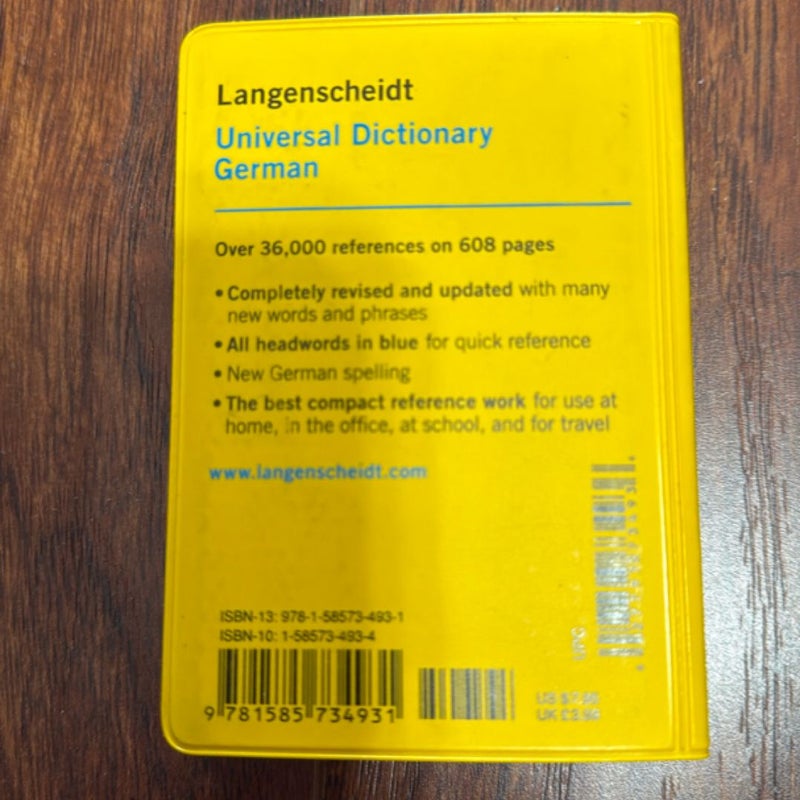 Langenscheidt
Universal Dictionary
German
Over 36,000 references on 608 pages
• Completely revised and updated with many
new words and phrases
• All headwords in blue for quick reference
• New German spelling
• The best compact reference work for use at
home, in the office, at school, and for travel
www.langenscheidt.com
ISBN-13: 978-1-58573-493-1
ISBN-10: 1-58573-493-4
9 781585 734931
UPC
US
UK